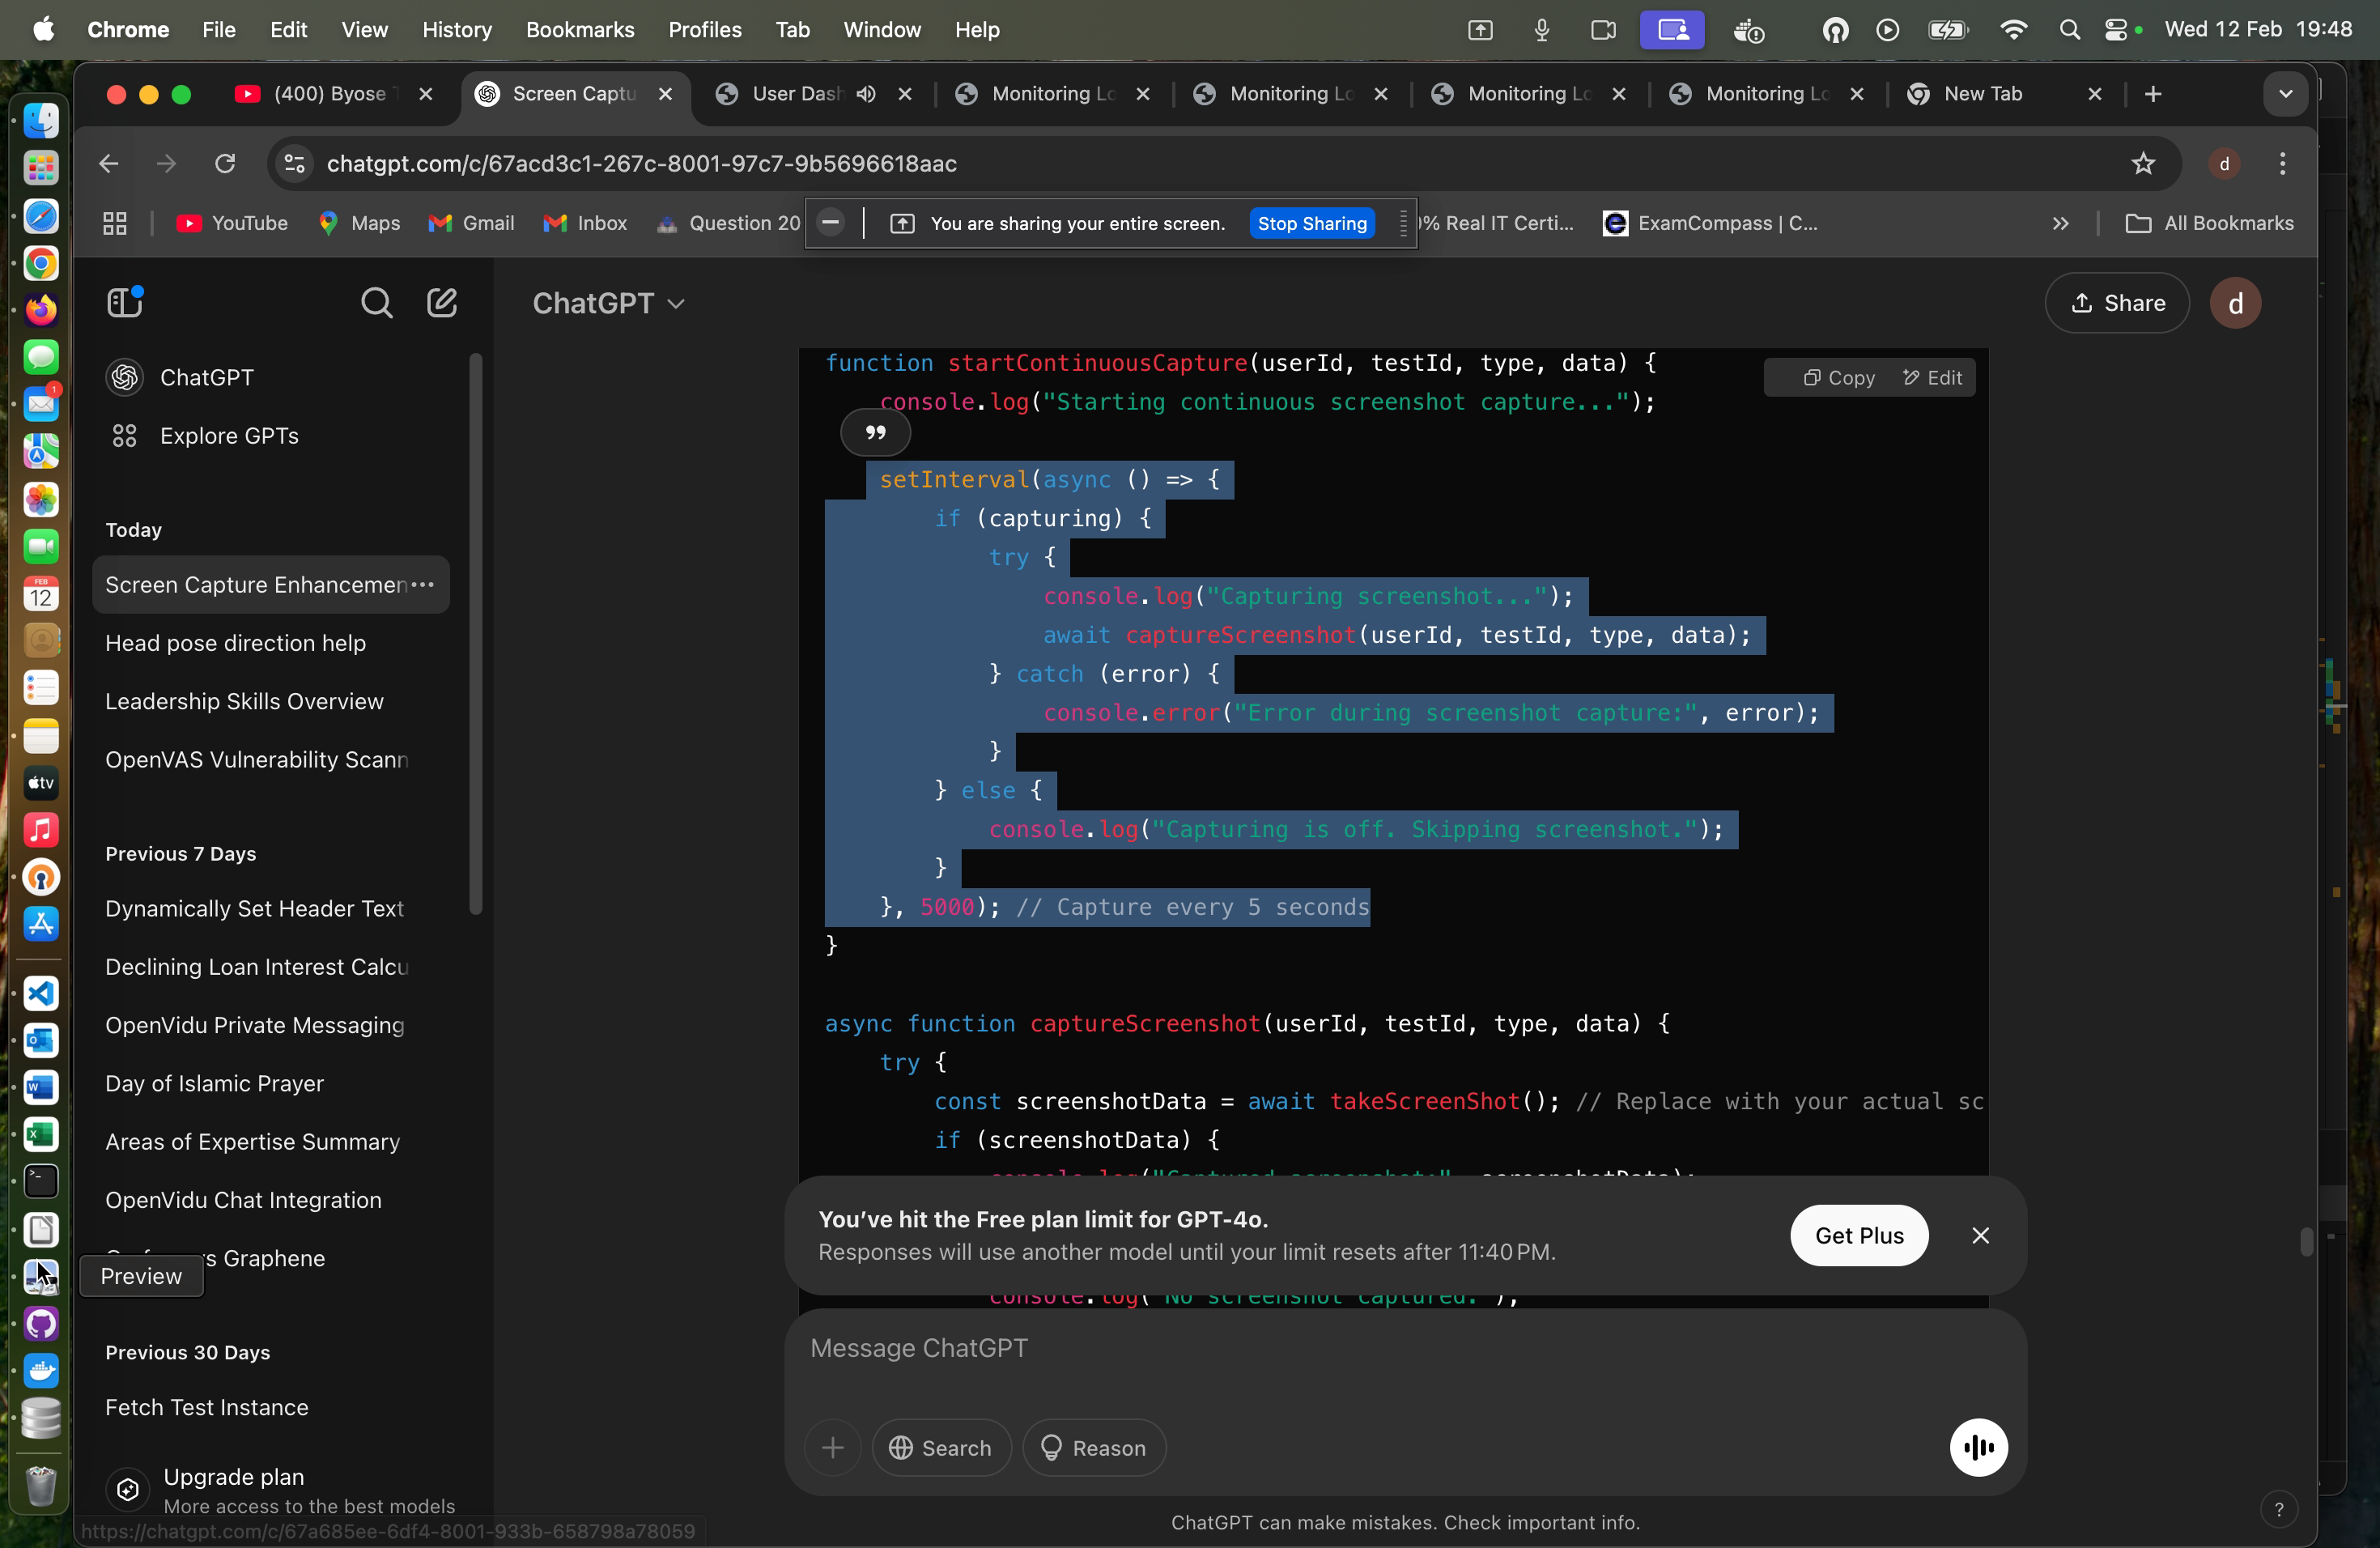 Chrome File Edit View History Bookmarks Profiles Tab Window Help Wed 12 Feb 19:48
(400) Byose Screen Captu User Dash Monitoring Lo Monitoring Lo Monitoring Lo Monitoring Lo New Tab
chatgpt.com/c/67acd3c1-267c-8001-97c7-9b5696618aac d
YouTube Maps Gmail Inbox Question 20 You are sharing your entire screen. Stop Sharing % Real IT Certi... ExamCompass | C... All Bookmarks
ChatGPT Share d
ChatGPT
Explore GPTs
Today
Screen Capture Enhancemen
Head pose direction help
Leadership Skills Overview
OpenVAS Vulnerability Scann
Previous 7 Days
Dynamically Set Header Text
Declining Loan Interest Calcu
OpenVidu Private Messaging
Day of Islamic Prayer
Areas of Expertise Summary
OpenVidu Chat Integration
s Graphene
Preview
Previous 30 Days
Fetch Test Instance
Upgrade plan
More access to the best models
https://chatgpt.com/c/67a685ee-6df4-8001-933b-658798a78059
function startContinuousCapture(userId, testId, type, data) {
Copy Edit
console.log("Starting continuous screenshot capture...");
setInterval(async () => {
if (capturing) {
try {
console.log("Capturing screenshot...");
await captureScreenshot(userId, testId, type, data);
} catch (error) {
console.error("Error during screenshot capture:", error);
}
} else {
console.log("Capturing is off. Skipping screenshot.");
}
}, 5000); // Capture every 5 seconds
}
async function captureScreenshot(userId, testId, type, data) {
try {
const screenshotData = await takeScreenShot(); // Replace with your actual sc
if (screenshotData) {
console.log("Captured screenshot:", screenshotData);
You've hit the Free plan limit for GPT-4o.
Responses will use another model until your limit resets after 11:40 PM.
Get Plus
console.log("No screenshot captured.");
Message ChatGPT
Search Reason
ChatGPT can make mistakes. Check important info.
?
1
FEB
12
tv